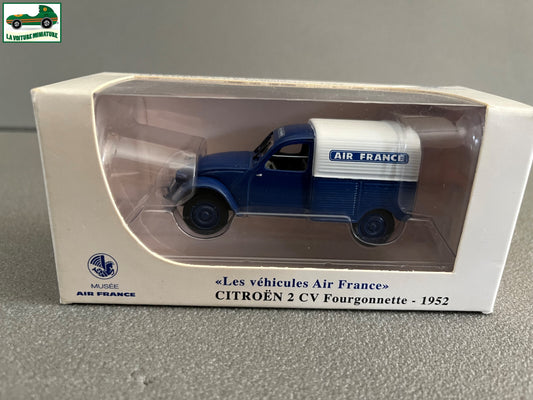 LA VOITURE MINIATURE
AIR FRANCE
MUSÉE
AIR FRANCE
«Les véhicules Air France»
CITROËN 2 CV Fourgonnette - 1952